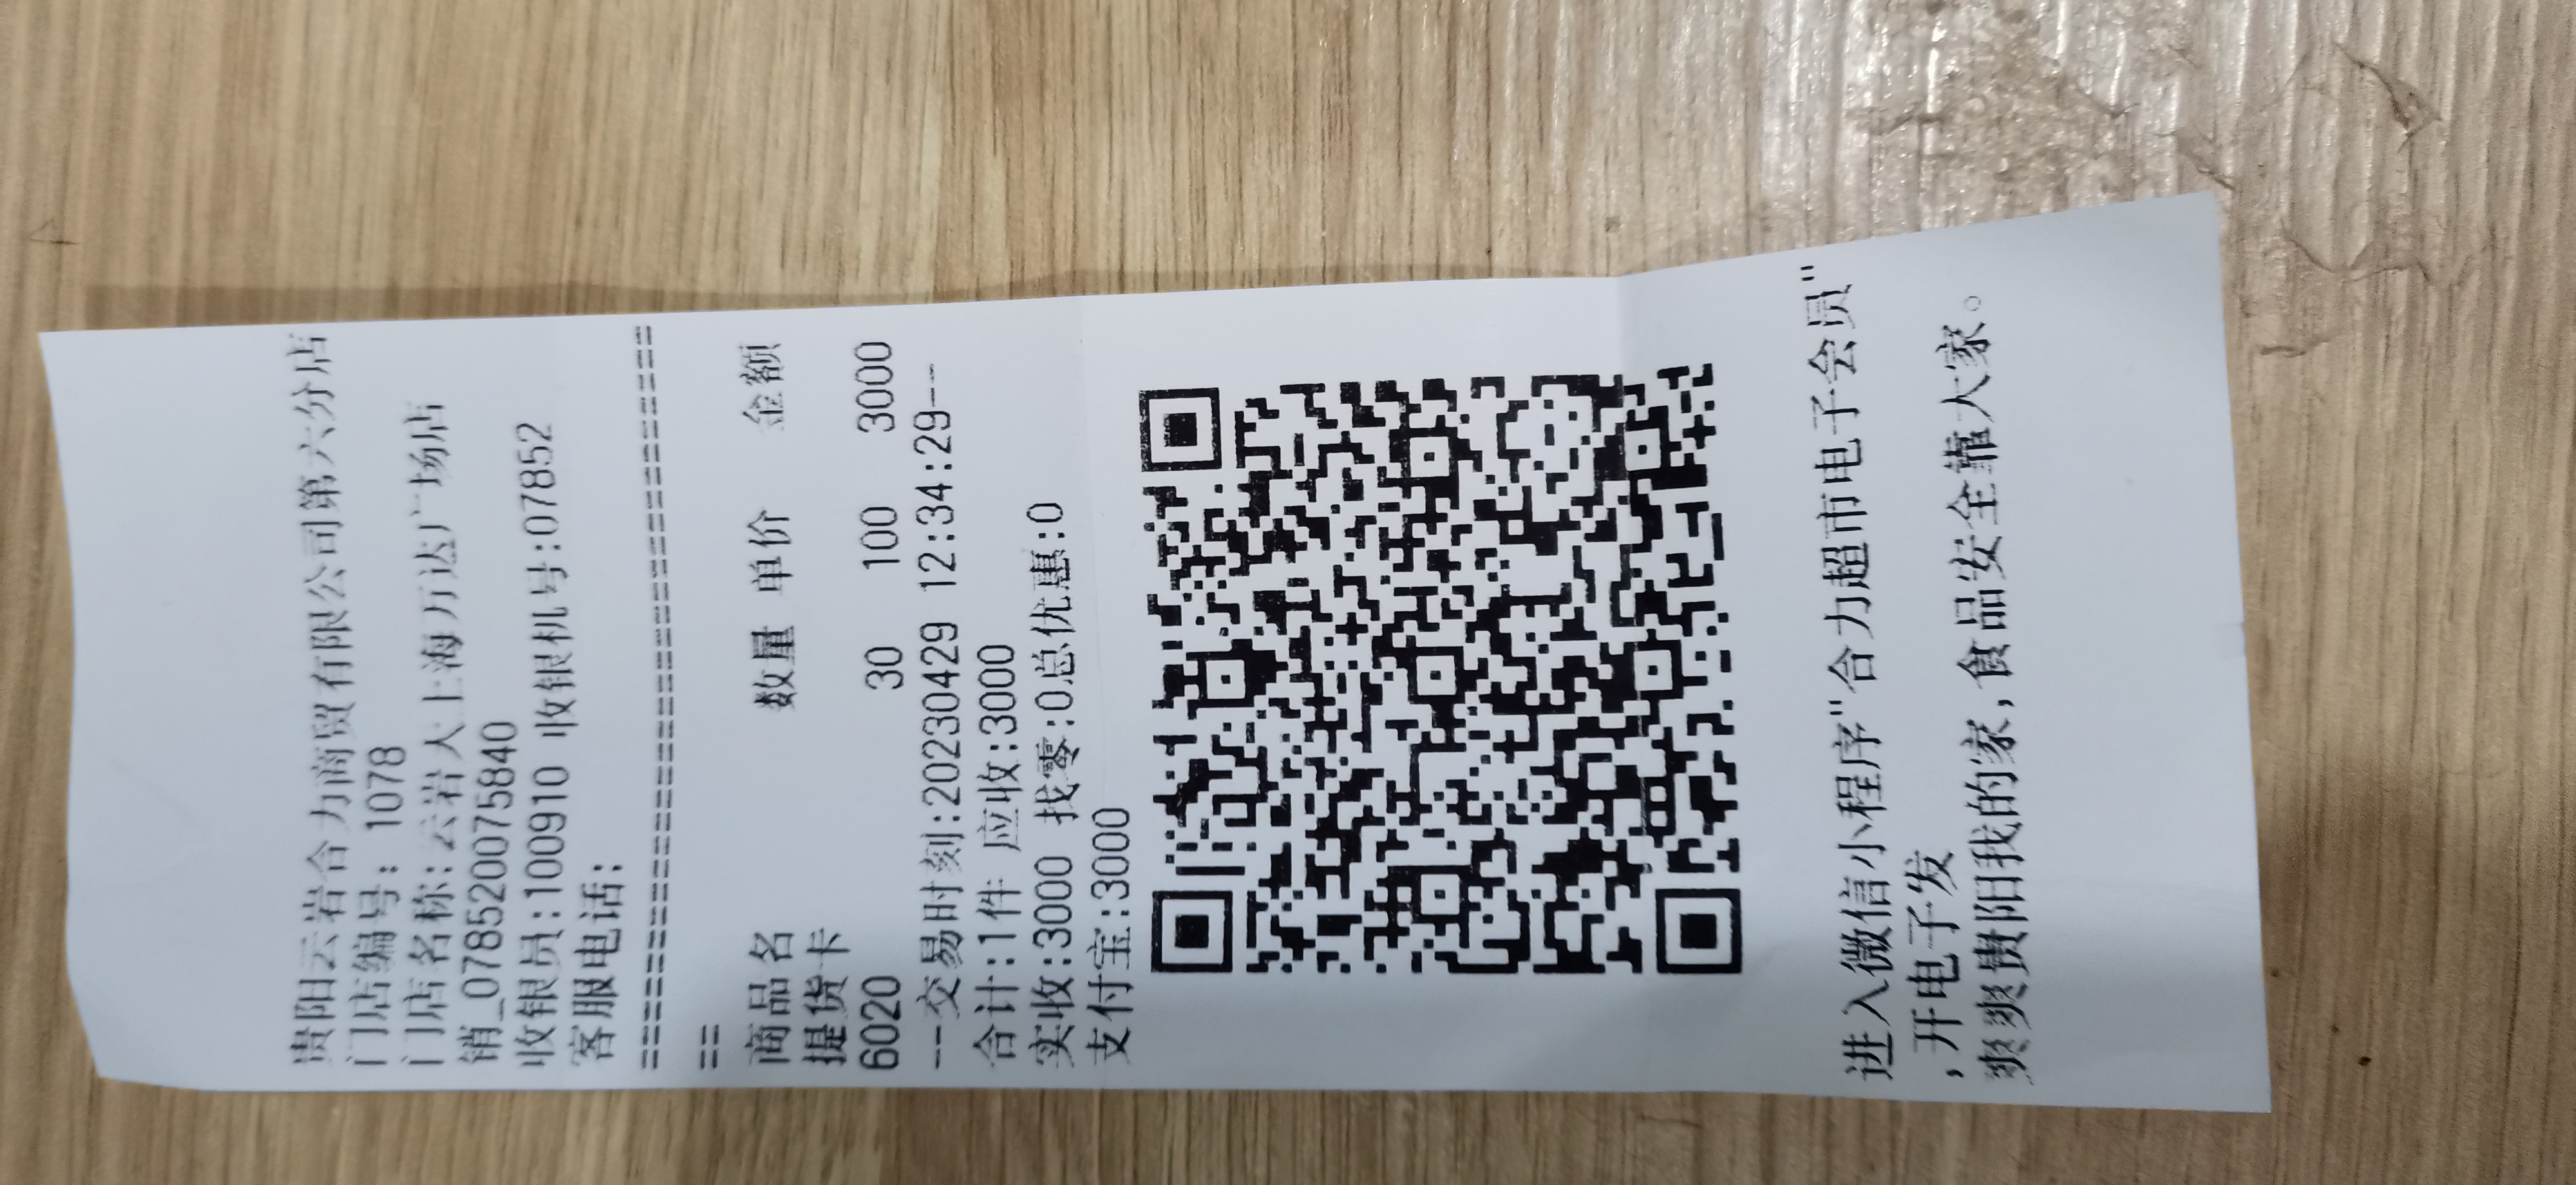 贵阳云岩合力商贸有限公司第六分店
门店编号: 1078
门店名称:云岩大上海万达广场店
销_078520075840
收银员:100910 收银机号:07852
客服电话:
========================================
==
商品名 数量 单价 金额
提货卡
6020 30 100 3000
--交易时刻:20230429 12:34:29--
合计:1件 应收:3000
实收:3000 找零:0总优惠:0
支付宝:3000
进入微信小程序"合力超市电子会员"
,开电子发
爽爽贵阳我的家,食品安全靠大家。